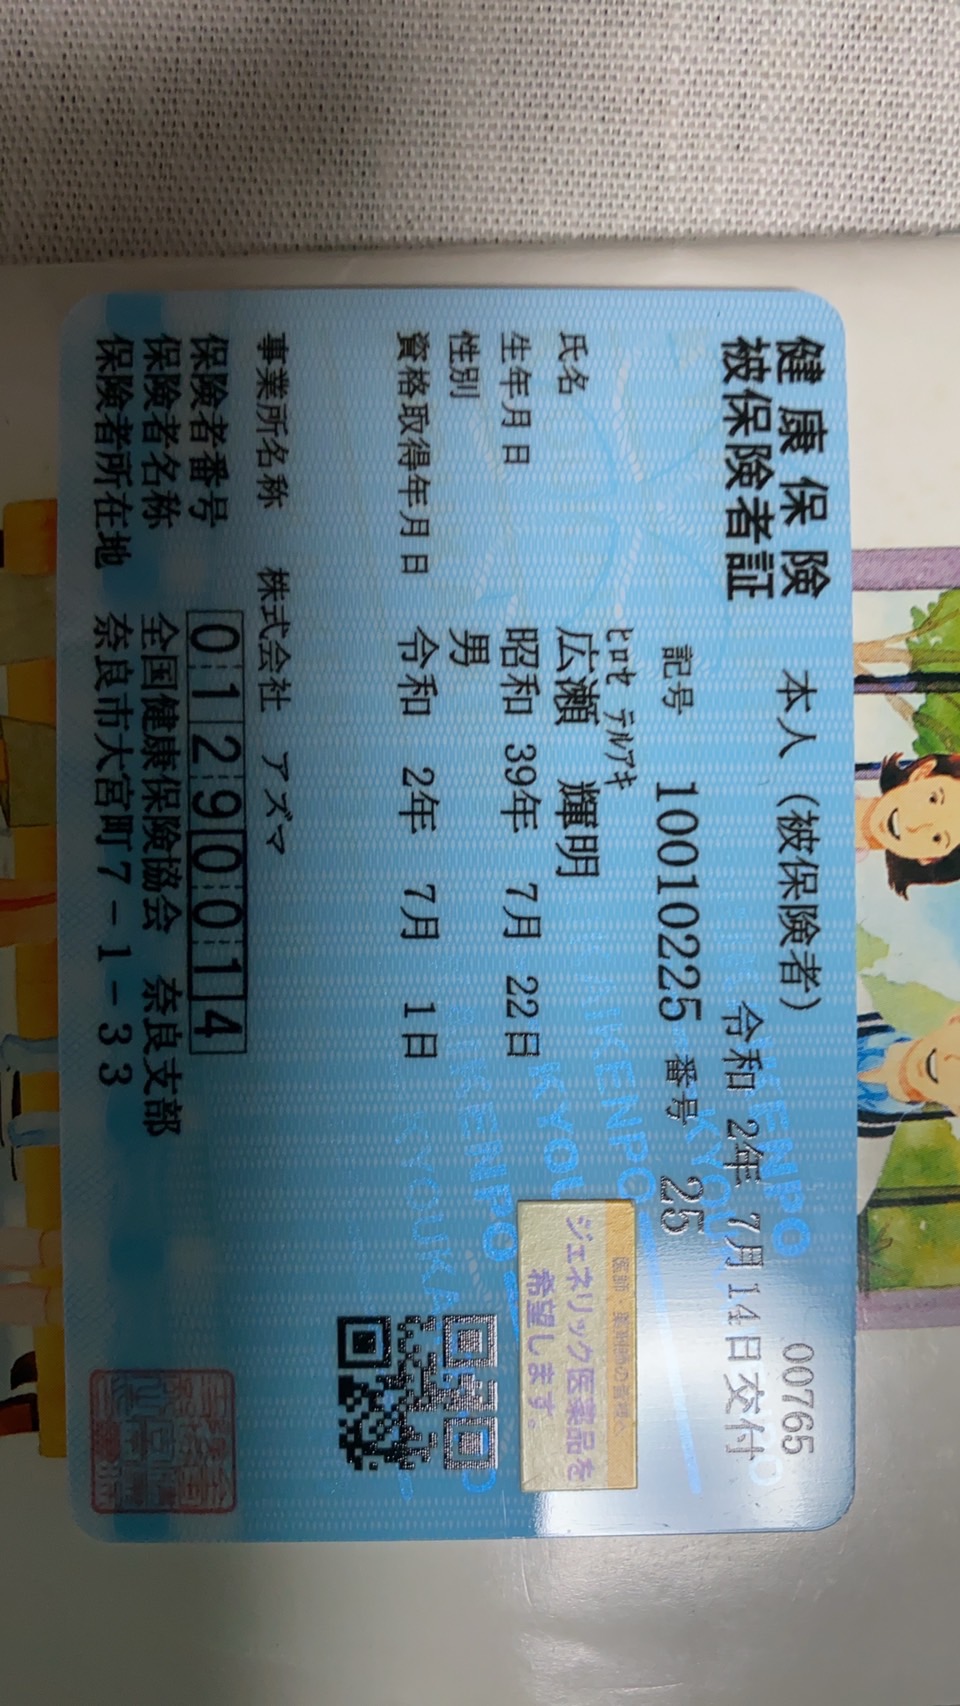 健康保険 本人（被保険者） 00765
被保険者証 令和 2年 7月14日交付
記号 10010225 番号 25
ヒロセ テルアキ
氏名 広瀬 輝明
生年月日 昭和 39年 7月 22日
性別 男
資格取得年月日 令和 2年 7月 1日
ジェネリック医薬品を
希望します。
事業所名称 株式会社 アズマ
保険者番号 01290014
保険者名称 全国健康保険協会 奈良支部
保険者所在地 奈良市大宮町7-1-33